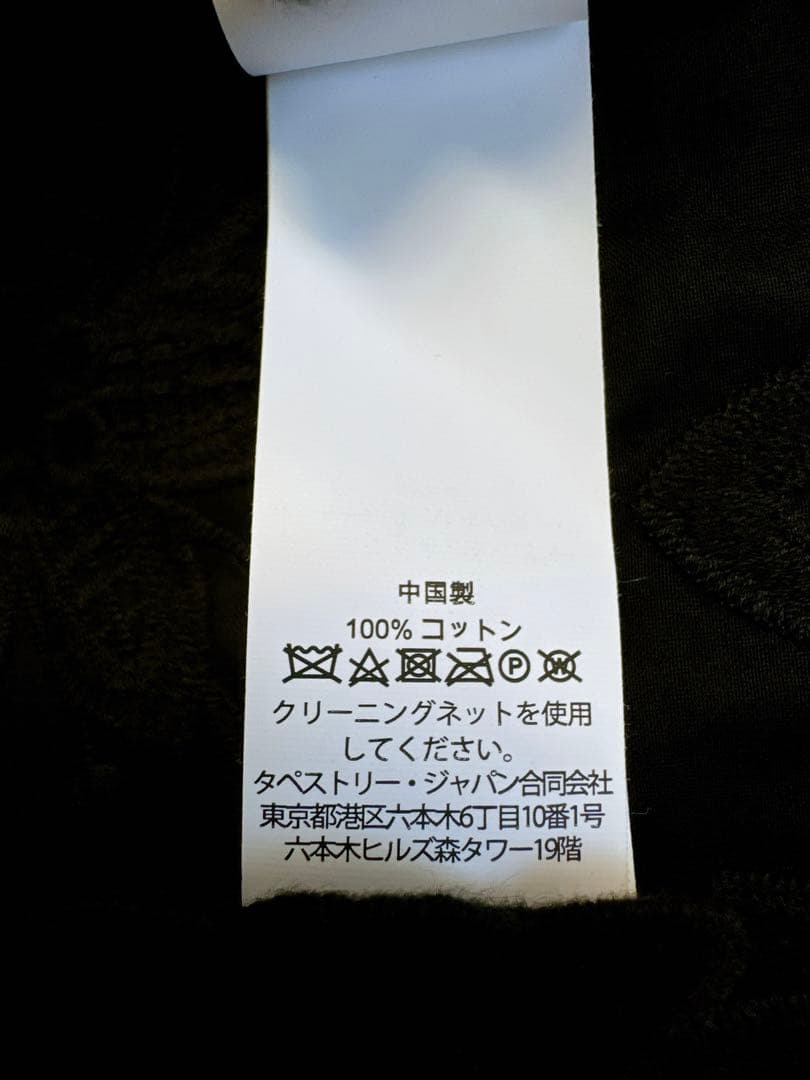 中国製
100% コットン
P W
クリーニングネットを使用
してください。
タペストリー・ジャパン合同会社
東京都港区六本木6丁目10番1号
六本木ヒルズ森タワー19階